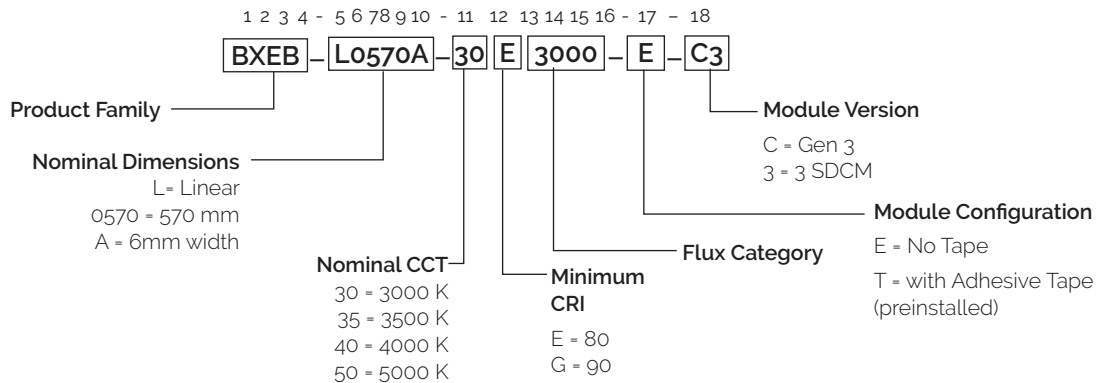 1 2 3 4 - 5 6 78 9 10 - 11 12 13 14 15 16 - 17 – 18
BXEB – L0570A – 30 E 3000 – E – C3
Product Family
Module Version
C = Gen 3
3 = 3 SDCM
Nominal Dimensions
L= Linear
0570 = 570 mm
A = 6mm width
Module Configuration
E = No Tape
T = with Adhesive Tape
(preinstalled)
Flux Category
Nominal CCT
30 = 3000 K
35 = 3500 K
40 = 4000 K
50 = 5000 K
Minimum
CRI
E = 80
G = 90